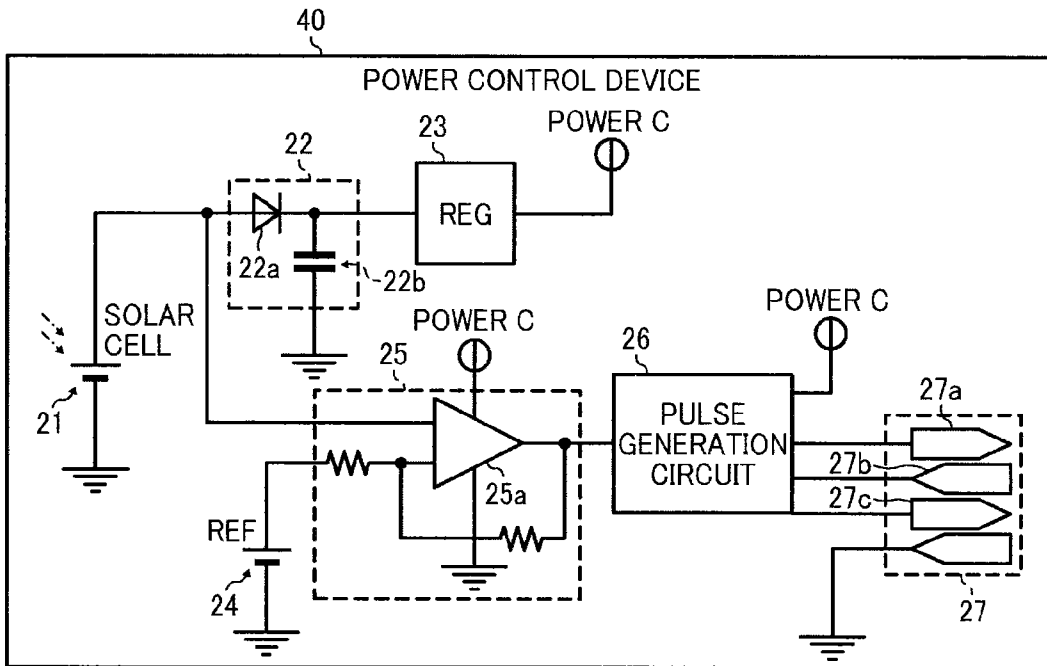 40
POWER CONTROL DEVICE
POWER C
23
22
REG
22a
22b
SOLAR
CELL
POWER C
POWER C
21
25
26
27a
PULSE
GENERATION
CIRCUIT
27b
25a
27c
REF
24
27